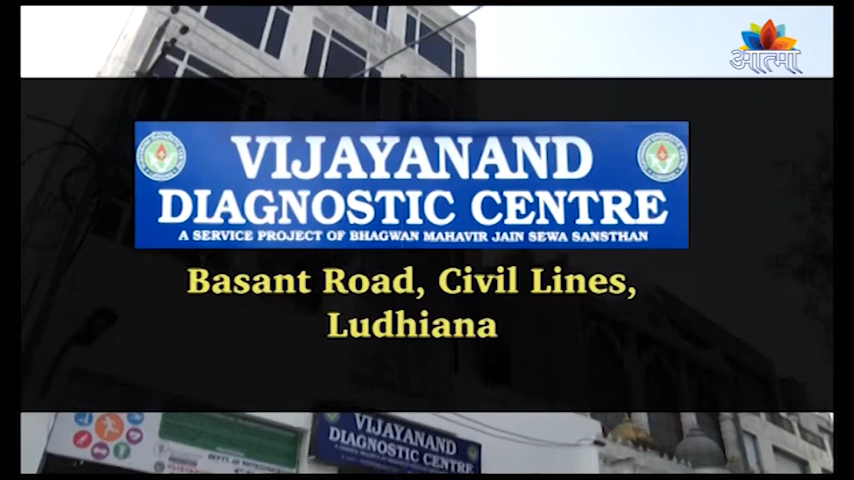 आत्मा
VIJAYANAND
DIAGNOSTIC CENTRE
A SERVICE PROJECT OF BHAGWAN MAHAVIR JAIN SEWA SANSTHAN
Basant Road, Civil Lines,
Ludhiana
VIJAYANAND
DIAGNOSTIC CENTRE